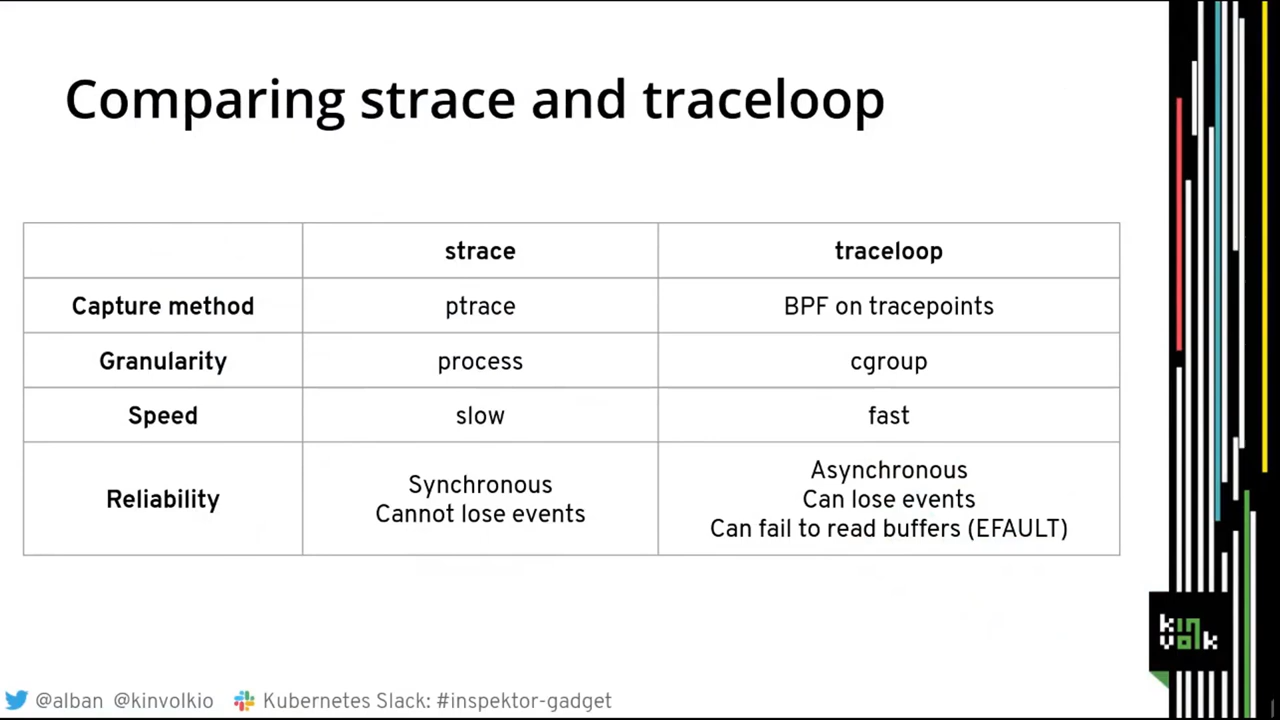 Comparing strace and traceloop
strace traceloop
Capture method ptrace BPF on tracepoints
Granularity process cgroup
Speed slow fast
Reliability
Synchronous
Cannot lose events
Asynchronous
Can lose events
Can fail to read buffers (EFAULT)
kin
volk
@alban @kinvolkio Kubernetes Slack: #inspektor-gadget